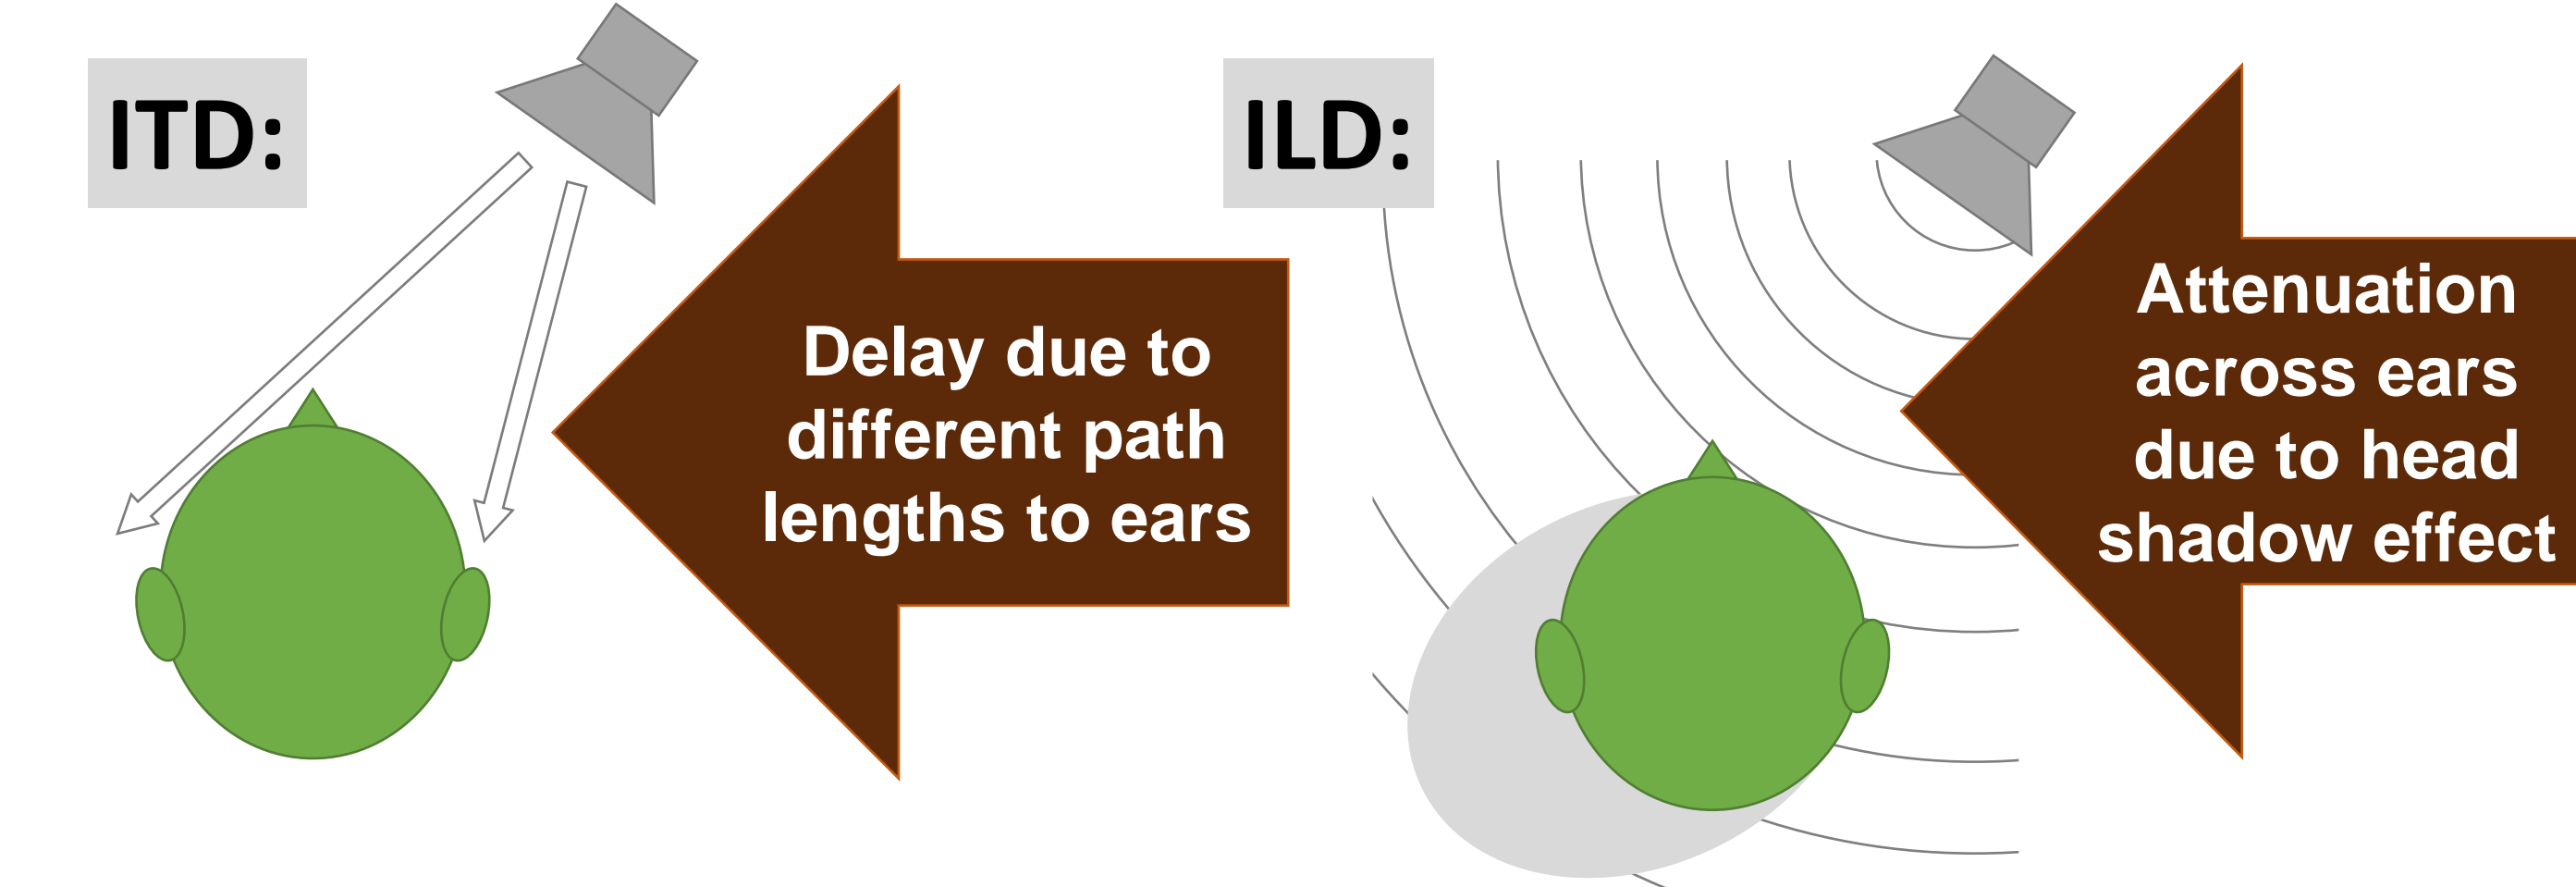 ITD:
Delay due to
different path
lengths to ears
ILD:
Attenuation
across ears
due to head
shadow effect